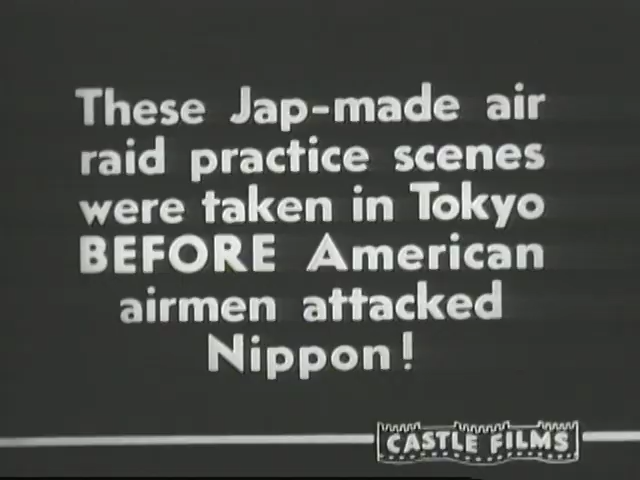 These Jap-made air
raid practice scenes
were taken in Tokyo
BEFORE American
airmen attacked
Nippon!
CASTLE FILMS